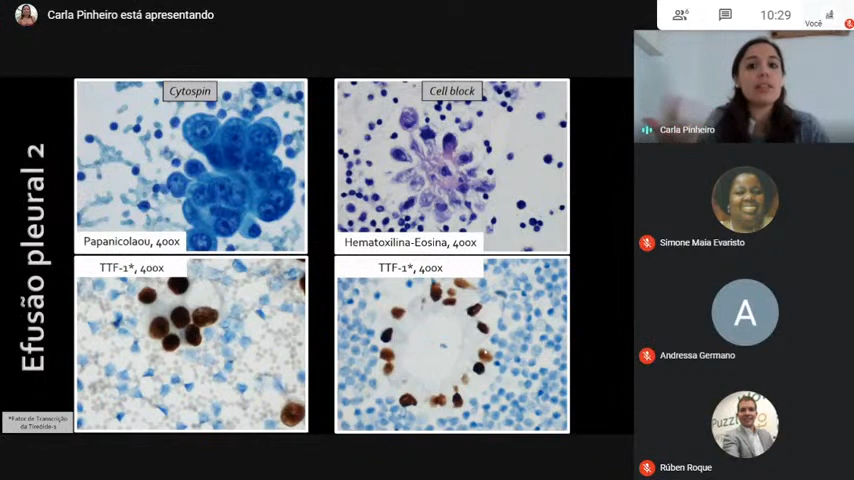 Carla Pinheiro está apresentando
6
10:29
Você
Efusão pleural 2
Cytospin
Cell block
Papanicolaou, 400x
Hematoxilina-Eosina, 400x
TTF-1*, 400x
TTF-1*, 400x
*Fator de Transcrição
da Tireóide-1
Carla Pinheiro
Simone Maia Evaristo
A
Andressa Germano
Puzzl
Rúben Roque